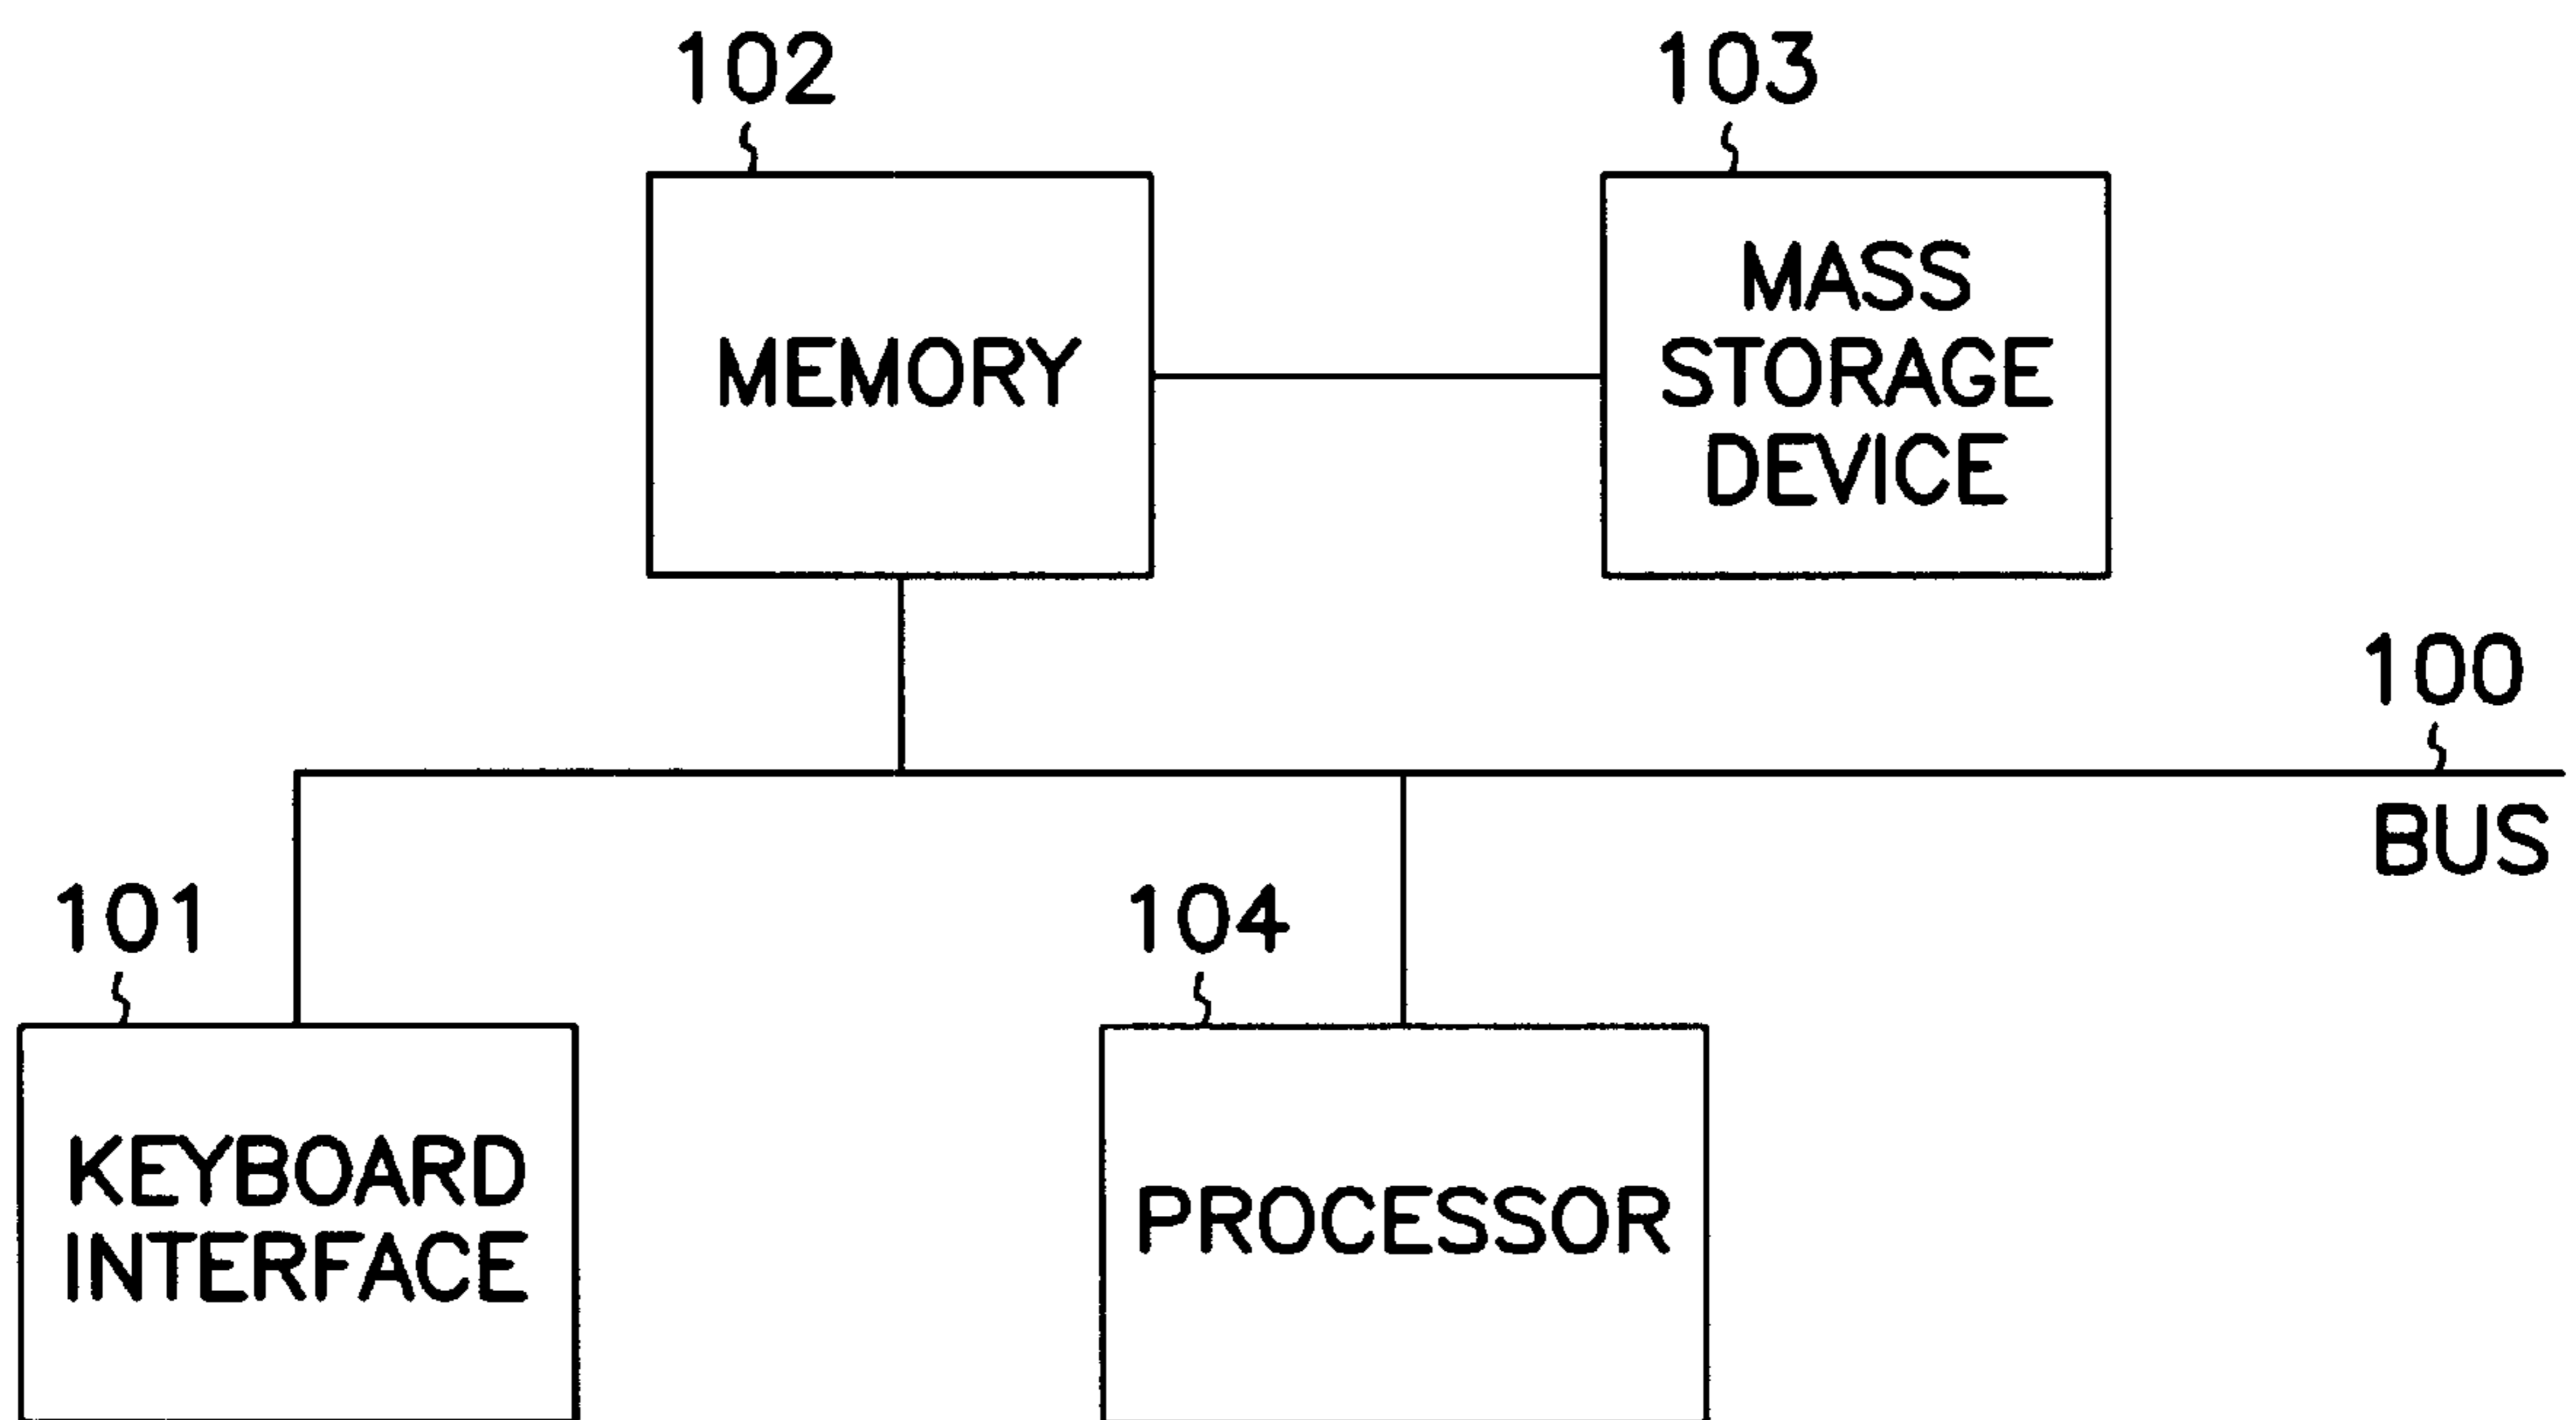 102
103
MEMORY
MASS
STORAGE
DEVICE
100
BUS
101
104
KEYBOARD
INTERFACE
PROCESSOR